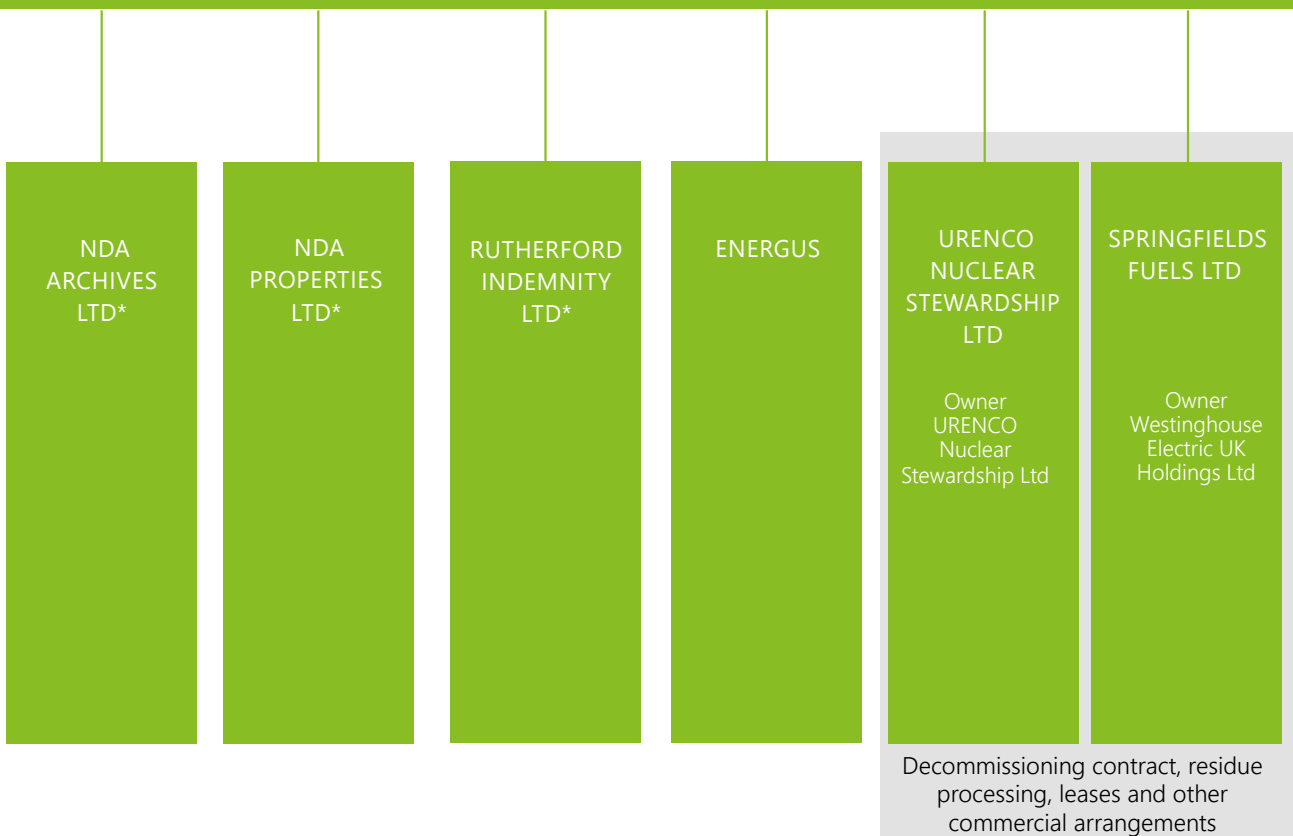 NDA
ARCHIVES
LTD*
NDA
PROPERTIES
LTD*
RUTHERFORD
INDEMNITY
LTD*
ENERGUS
URENCO
NUCLEAR
STEWARDSHIP
LTD
Owner
URENCO
Nuclear
Stewardship Ltd
SPRINGFIELDS
FUELS LTD
Owner
Westinghouse
Electric UK
Holdings Ltd
Decommissioning contract, residue
processing, leases and other
commercial arrangements